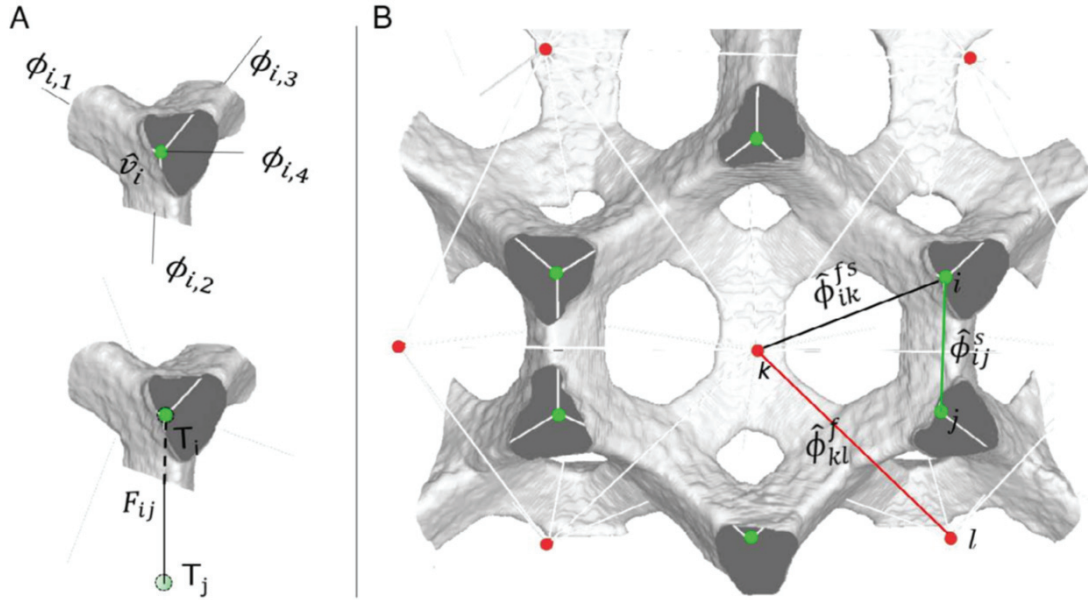 A
B
ϕ_{i,1}
ϕ_{i,3}
v̂_i
ϕ_{i,4}
ϕ_{i,2}
T_i
F_{ij}
T_j
ϕ̂_{ik}^{fs}
i
ϕ̂_{ij}^{s}
k
j
ϕ̂_{kl}^{f}
l